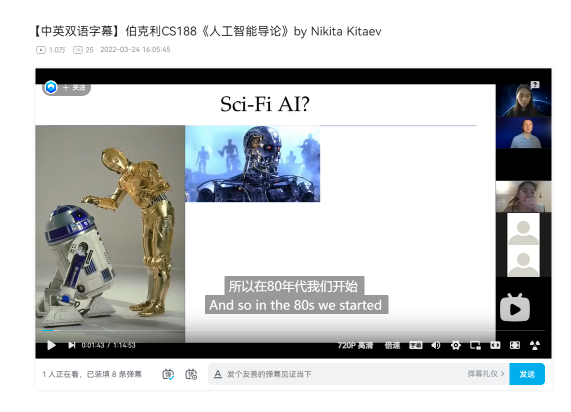 【中英双语字幕】伯克利CS188《人工智能导论》by Nikita Kitaev
1.0万 25 2022-03-24 16:05:45
+ 关注
Sci-Fi AI?
所以在80年代我们开始
And so in the 80s we started
0:01:43 / 1:14:53 720P 高清 倍速 字幕
1 人正在看，已装填 8 条弹幕 弹 弹 A 发个友善的弹幕见证当下 弹幕礼仪 > 发送